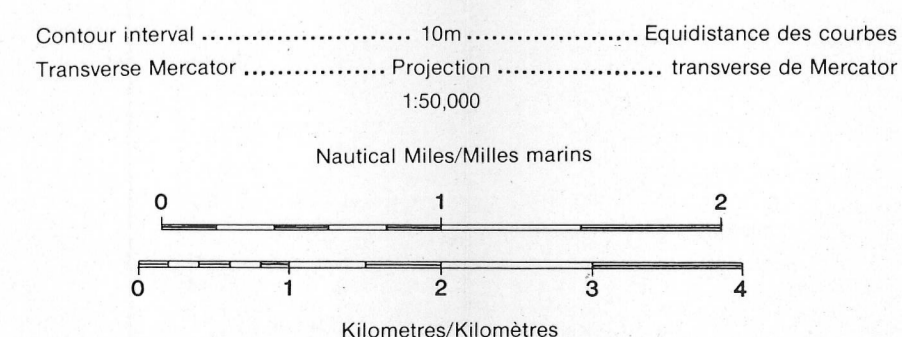 Contour interval ........................ 10m .................... Equidistance des courbes
Transverse Mercator ................ Projection .................. transverse de Mercator
1:50,000
Nautical Miles/Milles marins
0 1 2
0 1 2 3 4
Kilometres/Kilomètres